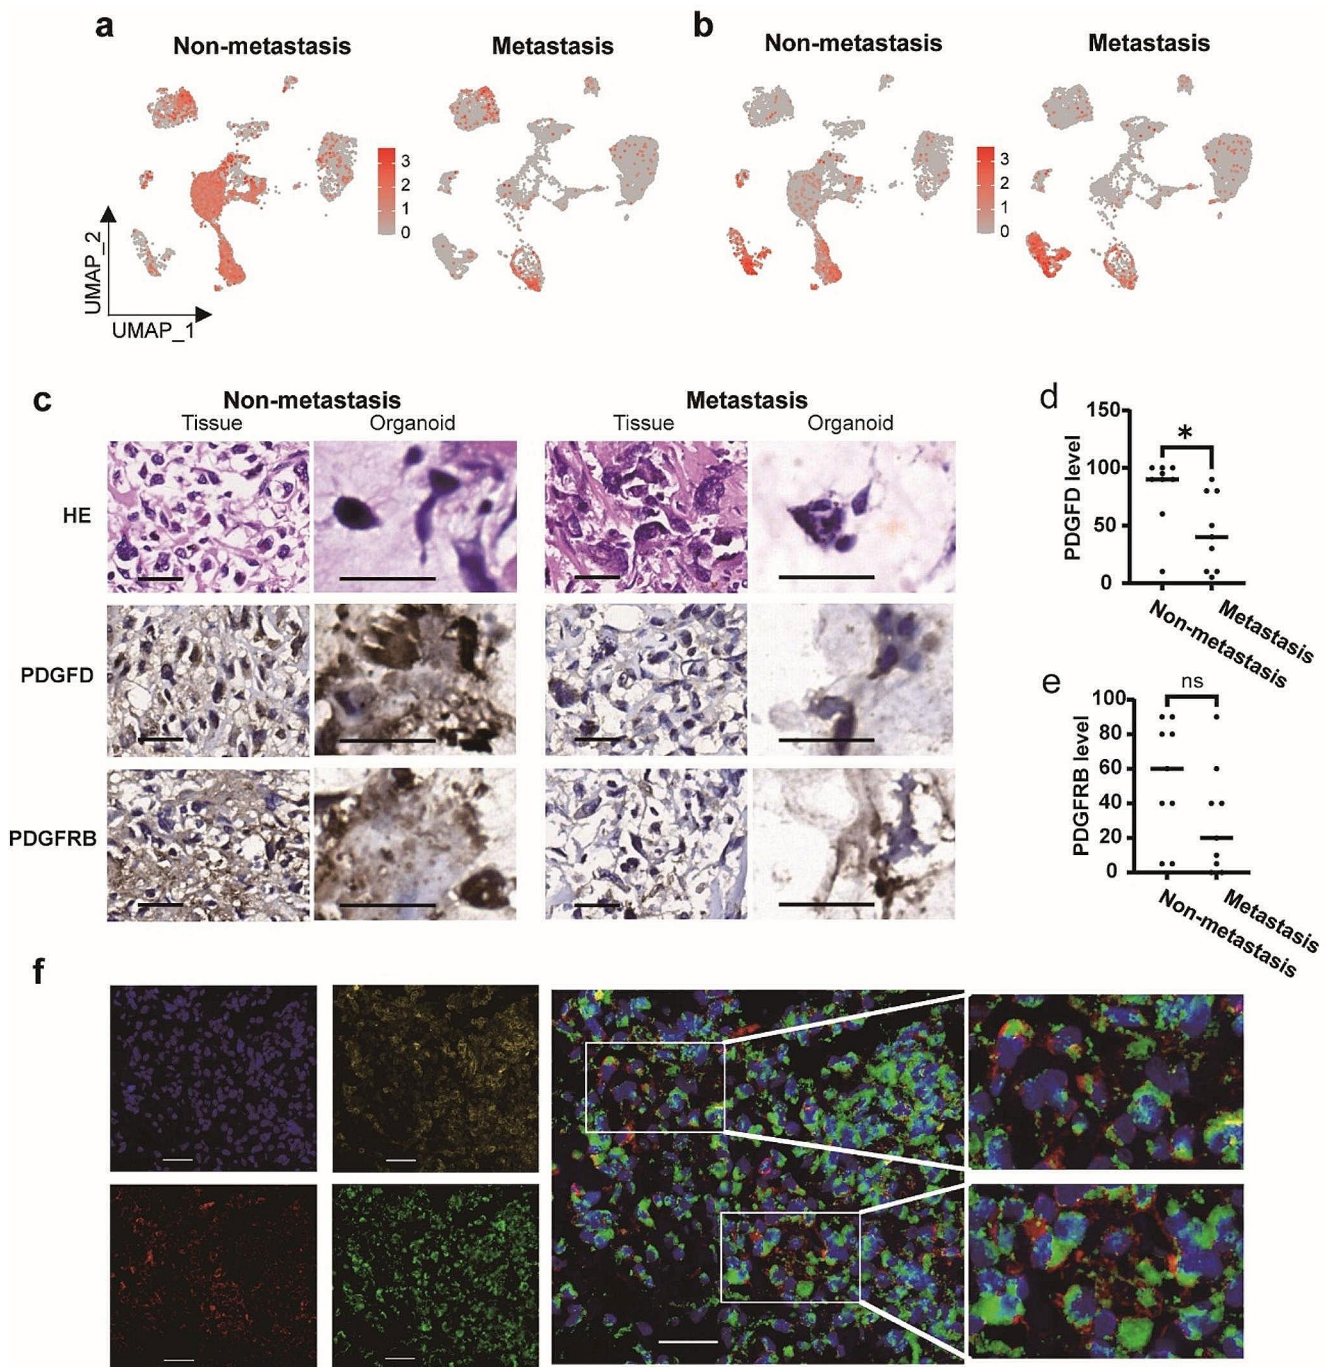 a
Non-metastasis
Metastasis
3
2
1
0
UMAP_2
UMAP_1
b
Non-metastasis
Metastasis
3
2
1
0
c
Non-metastasis
Metastasis
Tissue
Organoid
Tissue
Organoid
HE
PDGFD
PDGFRB
d
150
100
50
0
PDGFD level
*
Non-metastasis
Metastasis
e
100
80
60
40
20
0
PDGFRB level
ns
Non-metastasis
Metastasis
f